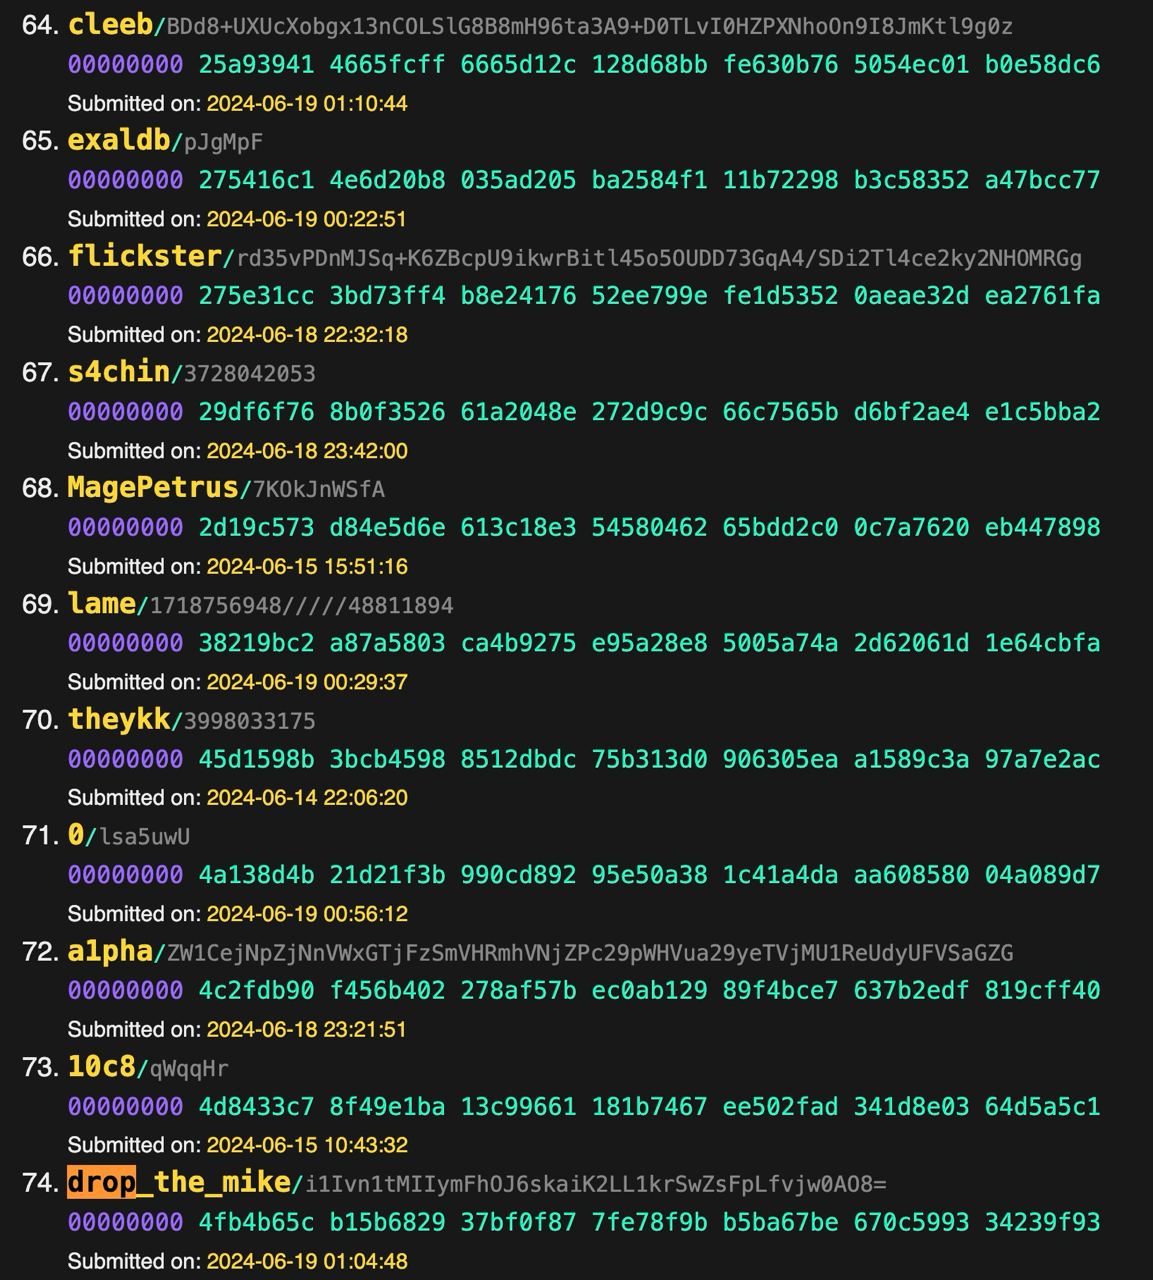 64. cleeb/BDd8+UXUcXobgx13nCOLSlG8B8mH96ta3A9+D0TLvI0HZPXNhoOn9I8JmKtl9g0z
00000000 25a93941 4665fcff 6665d12c 128d68bb fe630b76 5054ec01 b0e58dc6
Submitted on: 2024-06-19 01:10:44
65. exaldb/pJgMpF
00000000 275416c1 4e6d20b8 035ad205 ba2584f1 11b72298 b3c58352 a47bcc77
Submitted on: 2024-06-19 00:22:51
66. flickster/rd35vPDnMJSq+K6ZBcpU9ikwrBitl45o5OUDD73GqA4/SDi2Tl4ce2ky2NHOMRGg
00000000 275e31cc 3bd73ff4 b8e24176 52ee799e fe1d5352 0aeae32d ea2761fa
Submitted on: 2024-06-18 22:32:18
67. s4chin/3728042053
00000000 29df6f76 8b0f3526 61a2048e 272d9c9c 66c7565b d6bf2ae4 e1c5bba2
Submitted on: 2024-06-18 23:42:00
68. MagePetrus/7KOkJnWSfA
00000000 2d19c573 d84e5d6e 613c18e3 54580462 65bdd2c0 0c7a7620 eb447898
Submitted on: 2024-06-15 15:51:16
69. lame/1718756948/////48811894
00000000 38219bc2 a87a5803 ca4b9275 e95a28e8 5005a74a 2d62061d 1e64cbfa
Submitted on: 2024-06-19 00:29:37
70. theykk/3998033175
00000000 45d1598b 3bcb4598 8512dbdc 75b313d0 906305ea a1589c3a 97a7e2ac
Submitted on: 2024-06-14 22:06:20
71. 0/lsa5uwU
00000000 4a138d4b 21d21f3b 990cd892 95e50a38 1c41a4da aa608580 04a089d7
Submitted on: 2024-06-19 00:56:12
72. a1pha/ZW1CejNpZjNnVWxGTjFzSmVHRmhVNjZPc29pWHVua29yeTVjMU1ReUdyUFVSaGZG
00000000 4c2fdb90 f456b402 278af57b ec0ab129 89f4bce7 637b2edf 819cff40
Submitted on: 2024-06-18 23:21:51
73. 10c8/qWqqHr
00000000 4d8433c7 8f49e1ba 13c99661 181b7467 ee502fad 341d8e03 64d5a5c1
Submitted on: 2024-06-15 10:43:32
74. drop_the_mike/i1Ivn1tMIIymFhOJ6skaiK2LL1krSwZsFpLfvjw0AO8=
00000000 4fb4b65c b15b6829 37bf0f87 7fe78f9b b5ba67be 670c5993 34239f93
Submitted on: 2024-06-19 01:04:48